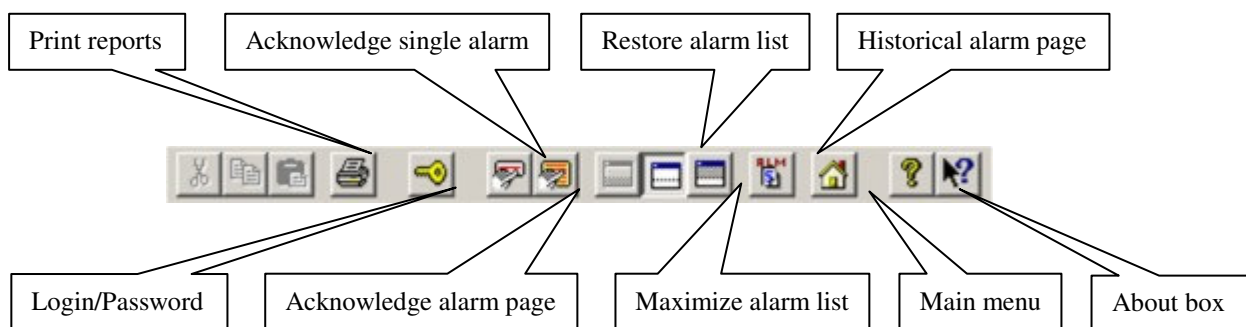 Print reports
Acknowledge single alarm
Restore alarm list
Historical alarm page
ALM
Login/Password
Acknowledge alarm page
Maximize alarm list
Main menu
About box